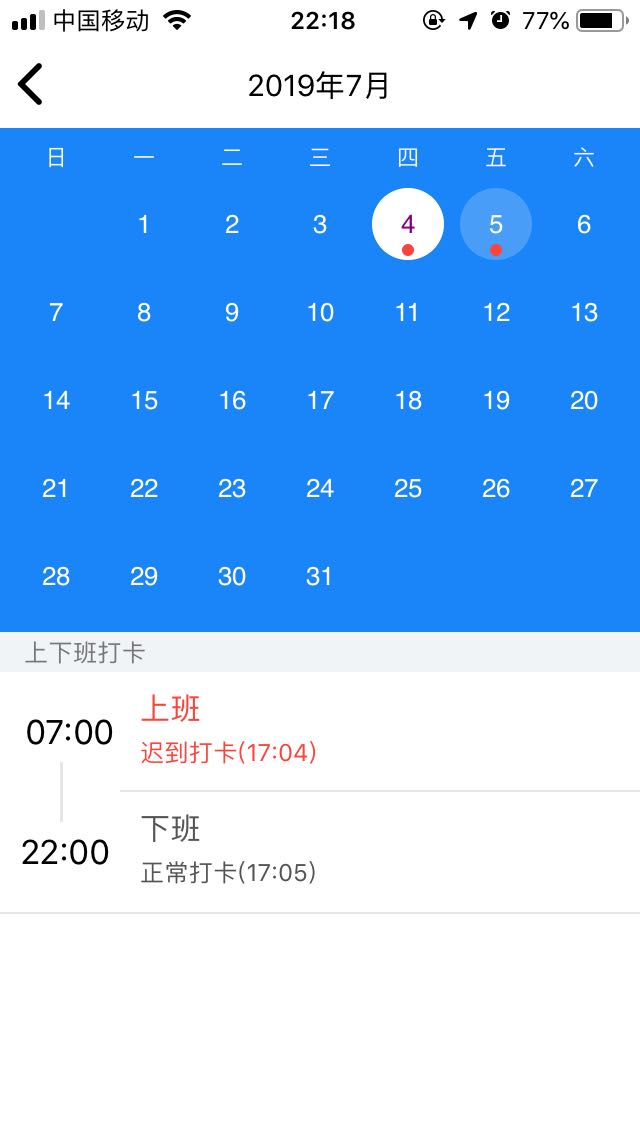 中国移动 22:18 77%
2019年7月
日 一 二 三 四 五 六
1 2 3 4 5 6
7 8 9 10 11 12 13
14 15 16 17 18 19 20
21 22 23 24 25 26 27
28 29 30 31
上下班打卡
07:00 上班
迟到打卡(17:04)
22:00 下班
正常打卡(17:05)